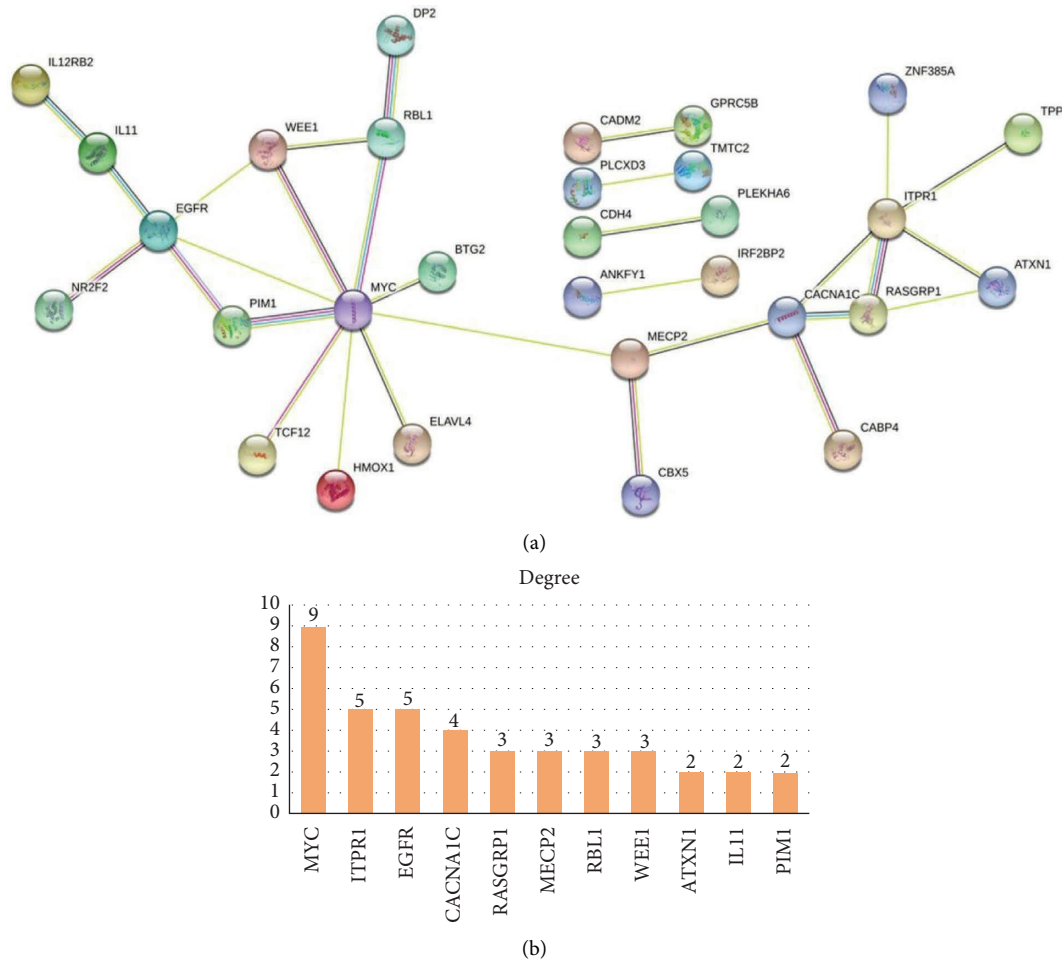 DP2
IL12RB2
ZNF385A
IL11
WEE1
RBL1
CADM2
GPRC5B
TPP
PLCXD3
TMTC2
EGFR
ITPR1
CDH4
PLEKHA6
BTG2
NR2F2
PIM1
MYC
ANKFY1
IRF2BP2
CACNA1C
RASGRP1
ATXN1
MECP2
TCF12
ELAVL4
HMOX1
CBX5
CABP4
(a)
Degree
10
9
8
7
6
5
4
3
2
1
0
9
5
5
4
3
3
3
3
2
2
2
MYC
ITPR1
EGFR
CACNA1C
RASGRP1
MECP2
RBL1
WEE1
ATXN1
IL11
PIM1
(b)